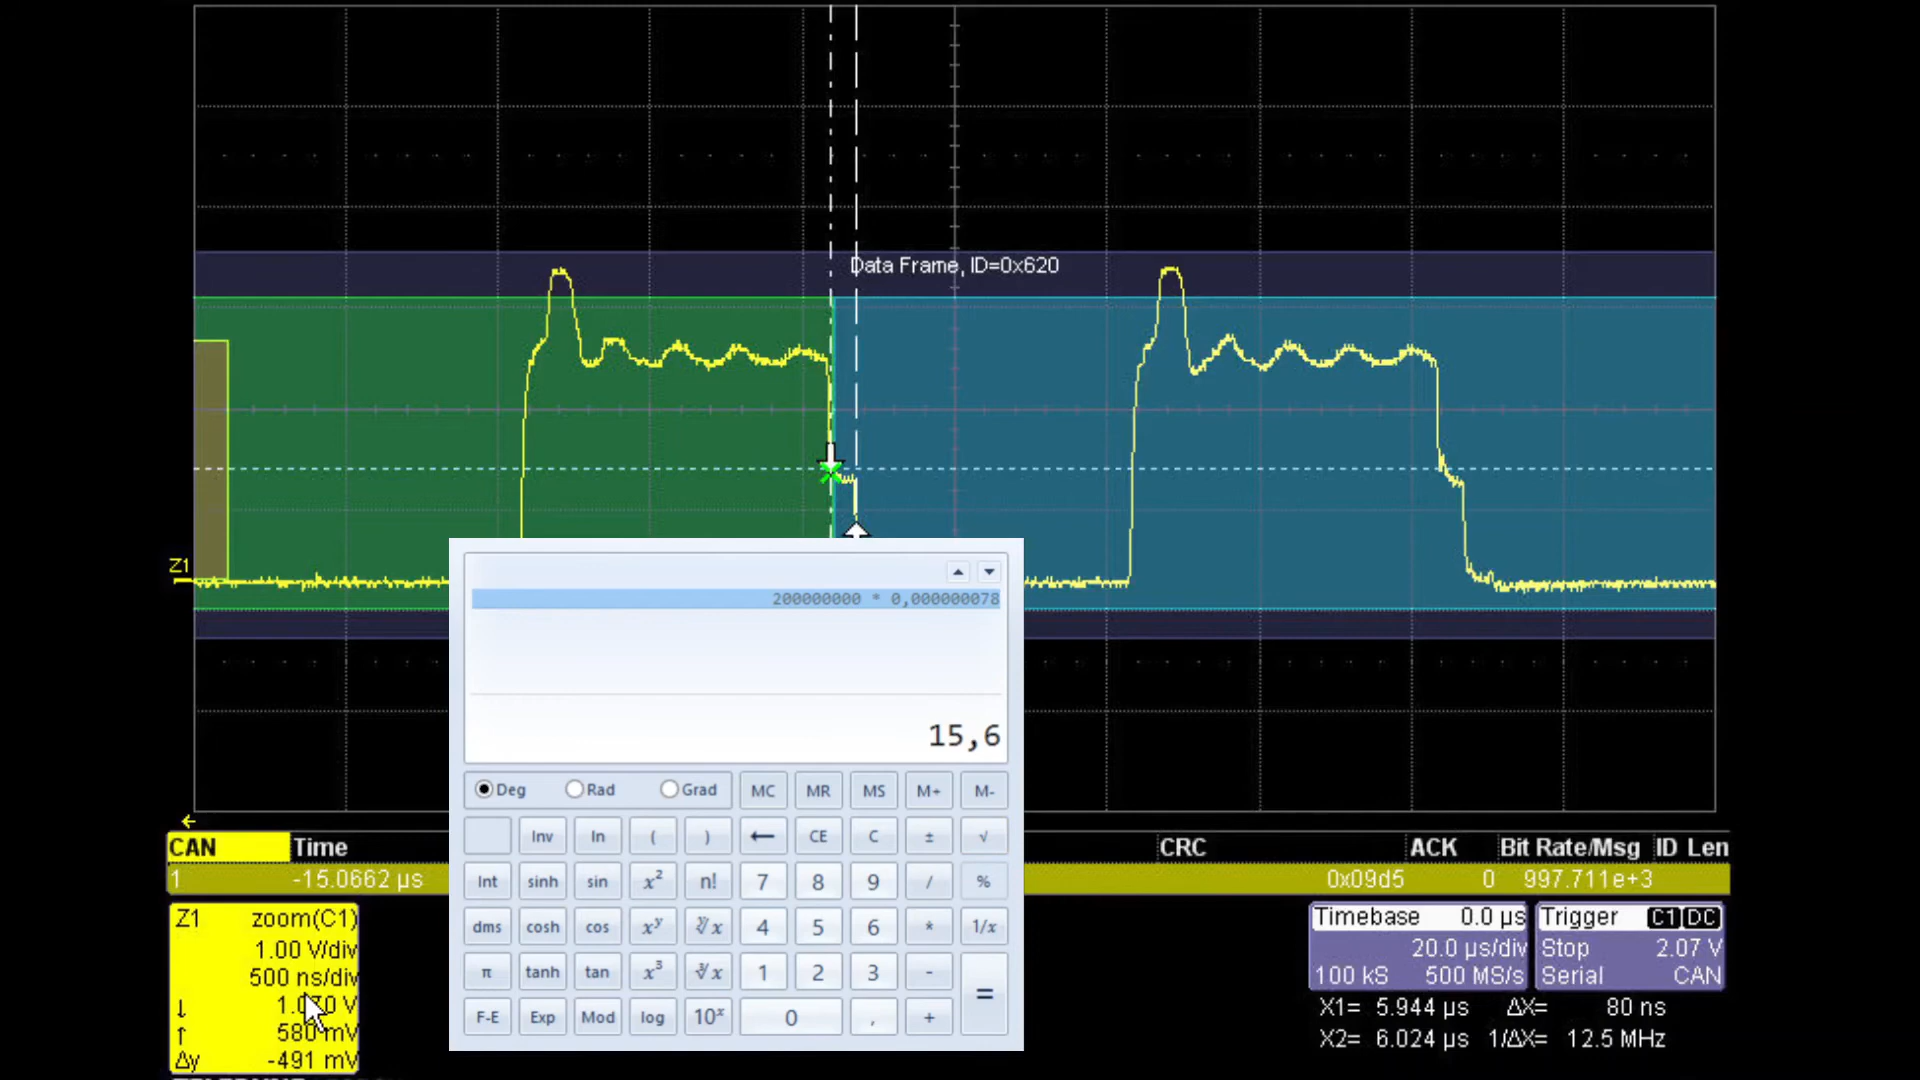 Data Frame, ID=0x620
Z1
200000000 * 0,000000078
15,6
Deg Rad Grad MC MR MS M+ M-
Inv ln ( ) ← CE C ± √
Int sinh sin x² n! 7 8 9 / %
dms cosh cos xʸ ʸ√x 4 5 6 * 1/x
π tanh tan x³ ³√x 1 2 3 - =
F-E Exp Mod log 10ˣ 0 , +
CAN Time CRC ACK Bit Rate/Msg ID Len
1 -15.0662 µs 0x09d5 0 997.711e+3
Z1 zoom(C1)
1.00 V/div
500 ns/div
↓ V
↑ 580 mV
Δy -491 mV
Timebase 0.0 µs
20.0 µs/div
100 kS 500 MS/s
Trigger C1 DC
Stop 2.07 V
Serial CAN
X1= 5.944 µs ΔX= 80 ns
X2= 6.024 µs 1/ΔX= 12.5 MHz